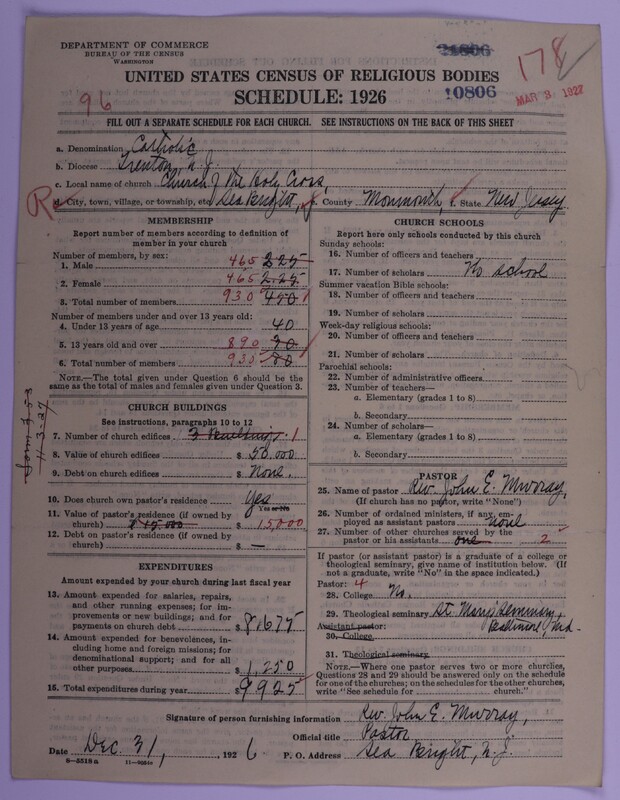 DEPARTMENT OF COMMERCE
BUREAU OF THE CENSUS
WASHINGTON
10806
178
MAR 3, 1927
96
UNITED STATES CENSUS OF RELIGIOUS BODIES
SCHEDULE: 1926
FILL OUT A SEPARATE SCHEDULE FOR EACH CHURCH. SEE INSTRUCTIONS ON THE BACK OF THIS SHEET
a. Denomination Catholic
b. Diocese Trenton, N.J.
c. Local name of church Church of the Holy Cross,
d. City, town, village, or township, etc. Sea Bright, N.J. e. County Monmouth, f. State New Jersey
R
MEMBERSHIP
Report number of members according to definition of
member in your church
Number of members, by sex:
1. Male 465 225
2. Female 465 225
3. Total number of members 930 450
Number of members under and over 13 years old:
4. Under 13 years of age 40
5. 13 years old and over 890
6. Total number of members 930 80
NOTE.—The total given under Question 6 should be the
same as the total of males and females given under Question 3.
CHURCH BUILDINGS
See instructions, paragraphs 10 to 12
7. Number of church edifices 3 Buildings. 1
8. Value of church edifices $ 50,000
9. Debt on church edifices $ None.
10. Does church own pastor's residence Yes
Yes or No
11. Value of pastor's residence (if owned by
church) $ 15,000 $ 15000
12. Debt on pastor's residence (if owned by
church) $ —
EXPENDITURES
Amount expended by your church during last fiscal year
13. Amount expended for salaries, repairs,
and other running expenses; for im-
provements or new buildings; and for
payments on church debt $ 8,675
14. Amount expended for benevolences, in-
cluding home and foreign missions; for
denominational support; and for all
other purposes $ 1,250
15. Total expenditures during year $ 9925
CHURCH SCHOOLS
Report here only schools conducted by this church
Sunday schools:
16. Number of officers and teachers
17. Number of scholars No school
Summer vacation Bible schools:
18. Number of officers and teachers
19. Number of scholars
Week-day religious schools:
20. Number of officers and teachers
21. Number of scholars
Parochial schools:
22. Number of administrative officers
23. Number of teachers—
a. Elementary (grades 1 to 8)
b. Secondary
24. Number of scholars—
a. Elementary (grades 1 to 8)
b. Secondary
PASTOR
25. Name of pastor Rev. John E. Murray,
(If church has no pastor, write "None")
26. Number of ordained ministers, if any, em-
ployed as assistant pastors none
27. Number of other churches served by the
pastor or his assistants one 2
If pastor (or assistant pastor) is a graduate of a college or
theological seminary, give name of institution below. (If
not a graduate, write "No" in the space indicated.)
Pastor: 4
28. College No.
29. Theological seminary St Mary's Seminary,
Baltimore, Md.
Assistant pastor:
30. College
31. Theological seminary
NOTE.—Where one pastor serves two or more churches,
Questions 28 and 29 should be answered only on the schedule
for one of the churches; on the schedules for the other churches,
write "See schedule for church."
Signature of person furnishing information Rev. John E. Murray,
Official title Pastor
Date Dec. 31, 1926 P. O. Address Sea Bright, N.J.